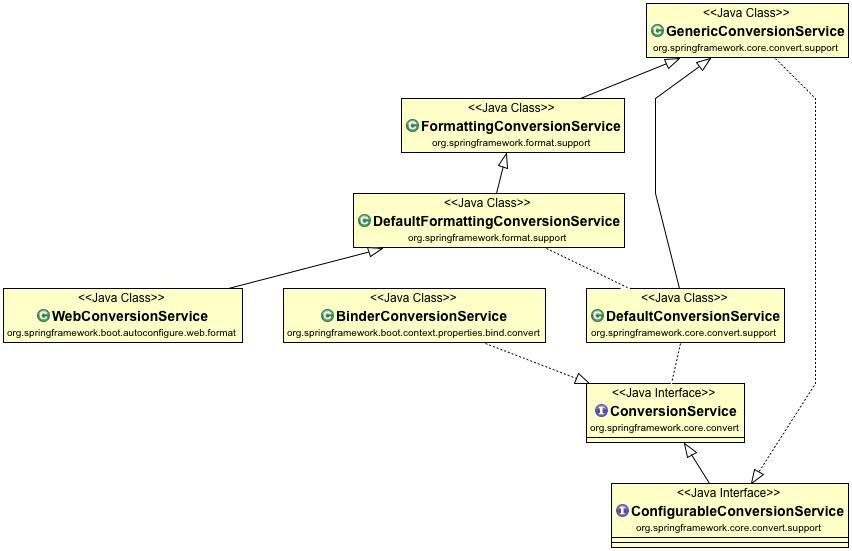 <<Java Class>>
GenericConversionService
org.springframework.core.convert.support
<<Java Class>>
FormattingConversionService
org.springframework.format.support
<<Java Class>>
DefaultFormattingConversionService
org.springframework.format.support
<<Java Class>>
WebConversionService
org.springframework.boot.autoconfigure.web.format
<<Java Class>>
BinderConversionService
org.springframework.boot.context.properties.bind.convert
<<Java Class>>
DefaultConversionService
org.springframework.core.convert.support
<<Java Interface>>
ConversionService
org.springframework.core.convert
<<Java Interface>>
ConfigurableConversionService
org.springframework.core.convert.support